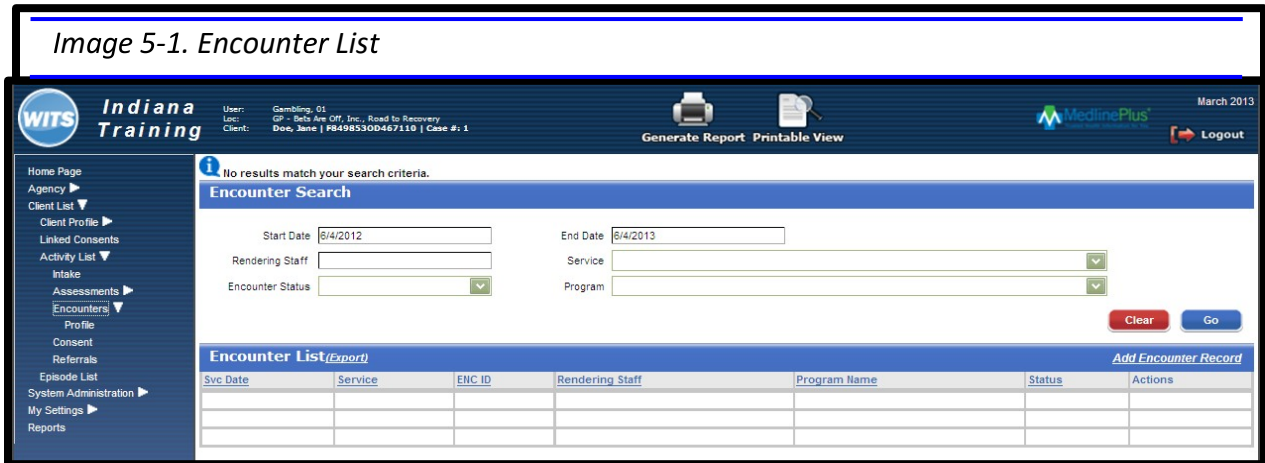 Image 5-1. Encounter List
WITS
Indiana
Training
User: Gambling, 01
Loc: GP - Bets Are Off, Inc., Road to Recovery
Client: Doe, Jane | F849853OD467110 | Case #: 1
Generate Report Printable View
MedlinePlus
March 2013
Logout
Home Page
Agency
Client List
Client Profile
Linked Consents
Activity List
Intake
Assessments
Encounters
Profile
Consent
Referrals
Episode List
System Administration
My Settings
Reports
No results match your search criteria.
Encounter Search
Start Date 6/4/2012 End Date 6/4/2013
Rendering Staff Service
Encounter Status Program
Clear Go
Encounter List(Export) Add Encounter Record
Svc Date Service ENC ID Rendering Staff Program Name Status Actions